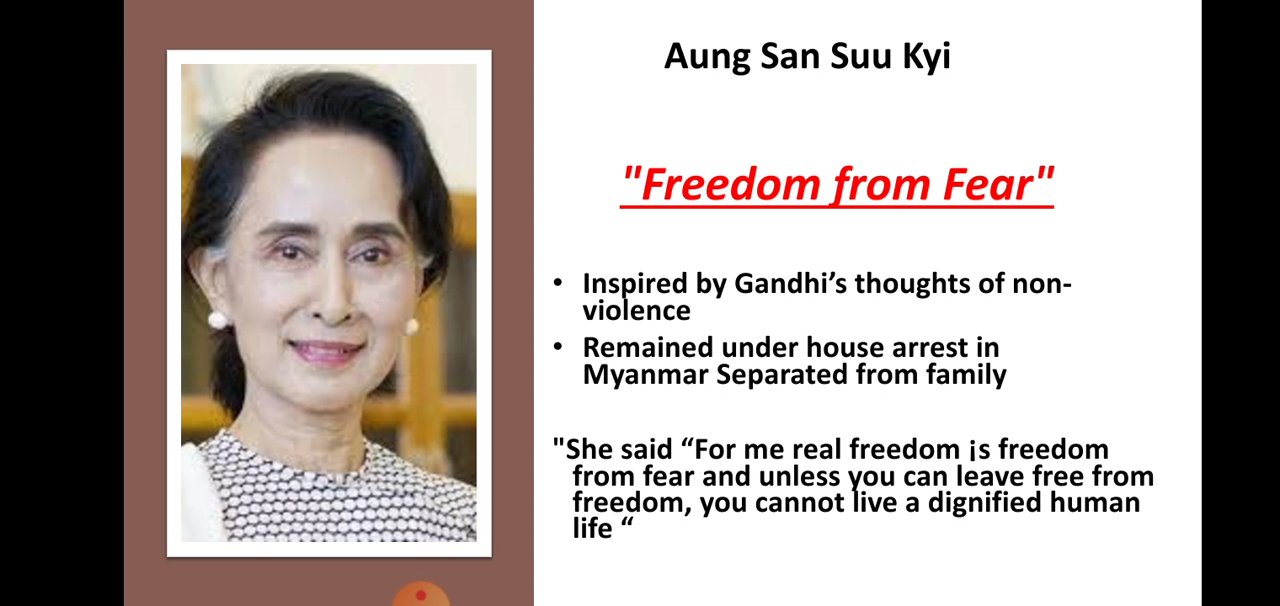 Aung San Suu Kyi
"Freedom from Fear"
• Inspired by Gandhi’s thoughts of non-
violence
• Remained under house arrest in
Myanmar Separated from family
"She said “For me real freedom ¡s freedom
from fear and unless you can leave free from
freedom, you cannot live a dignified human
life “